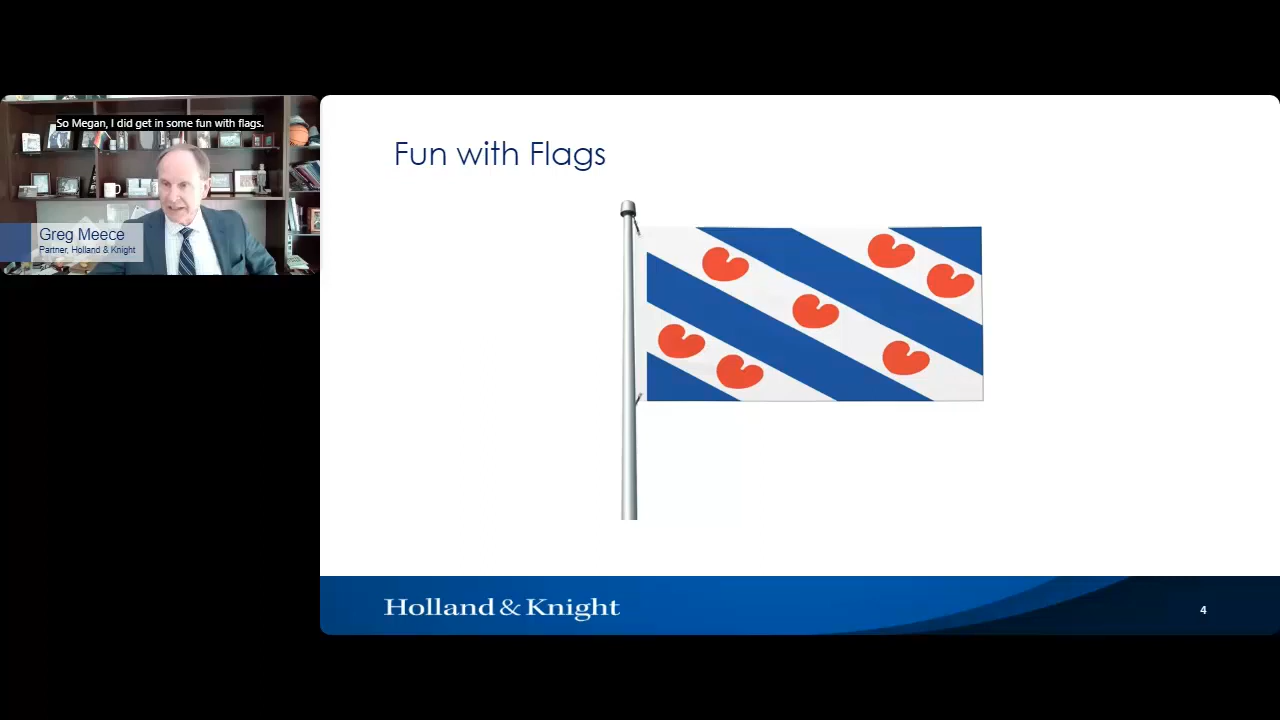 So Megan, I did get in some fun with flags.
Greg Meece
Partner, Holland & Knight
Fun with Flags
Holland & Knight
4